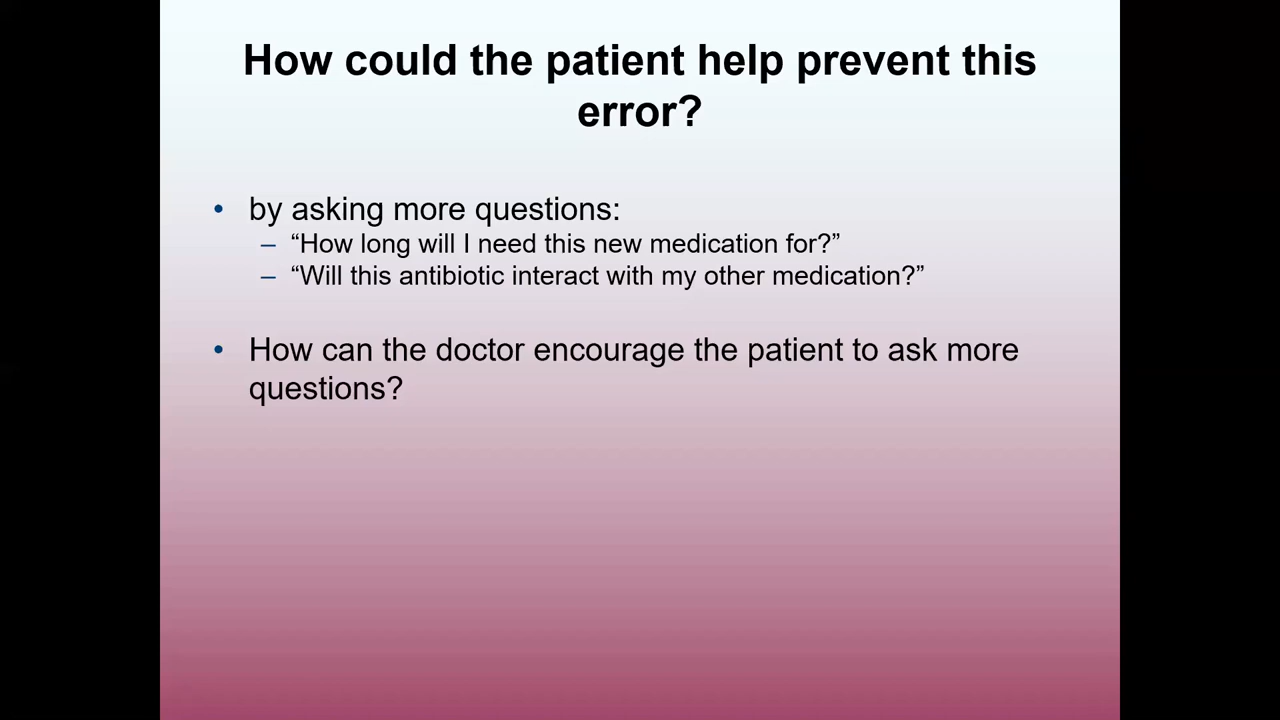 How could the patient help prevent this
error?
• by asking more questions:
– “How long will I need this new medication for?”
– “Will this antibiotic interact with my other medication?”
• How can the doctor encourage the patient to ask more
questions?